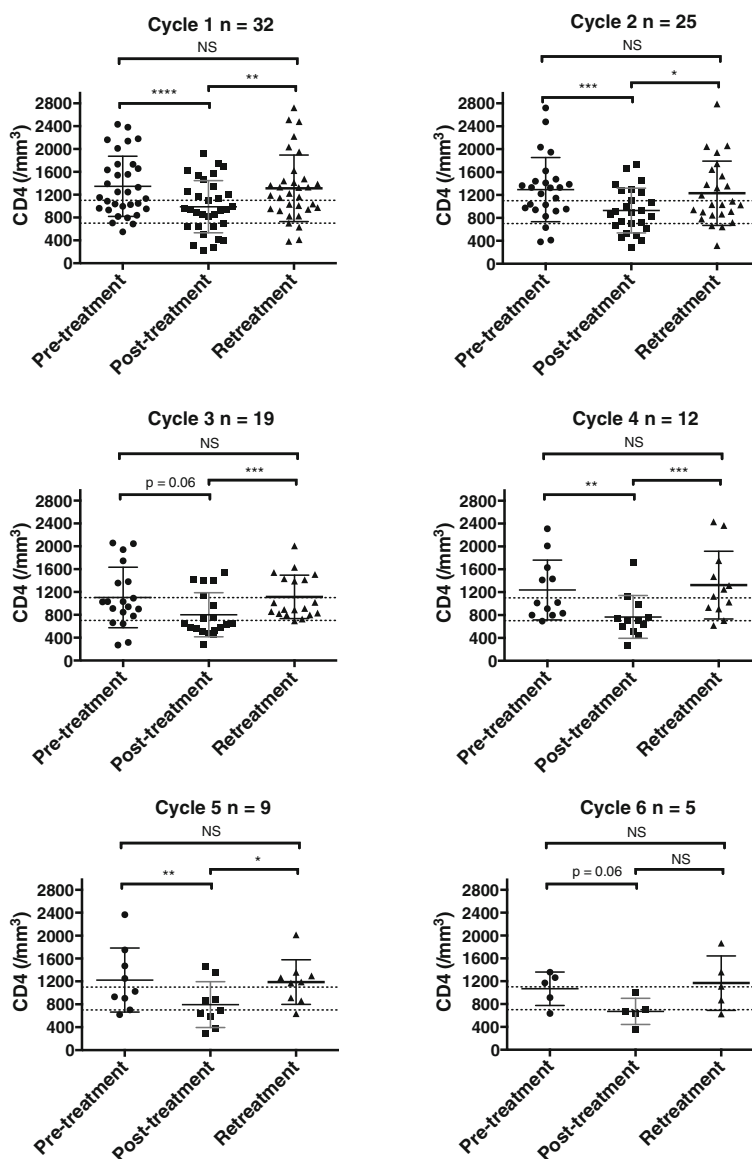 Cycle 1 n = 32
NS
**** **
CD4 (/mm³)
2800
2400
2000
1600
1200
800
400
0
Pre-treatment
Post-treatment
Retreatment
Cycle 2 n = 25
NS
*** *
CD4 (/mm³)
2800
2400
2000
1600
1200
800
400
0
Pre-treatment
Post-treatment
Retreatment
Cycle 3 n = 19
NS
p = 0.06 ***
CD4 (/mm³)
2800
2400
2000
1600
1200
800
400
0
Pre-treatment
Post-treatment
Retreatment
Cycle 4 n = 12
NS
** ***
CD4 (/mm³)
2800
2400
2000
1600
1200
800
400
0
Pre-treatment
Post-treatment
Retreatment
Cycle 5 n = 9
NS
** *
CD4 (/mm³)
2800
2400
2000
1600
1200
800
400
0
Pre-treatment
Post-treatment
Retreatment
Cycle 6 n = 5
NS
p = 0.06 NS
CD4 (/mm³)
2800
2400
2000
1600
1200
800
400
0
Pre-treatment
Post-treatment
Retreatment